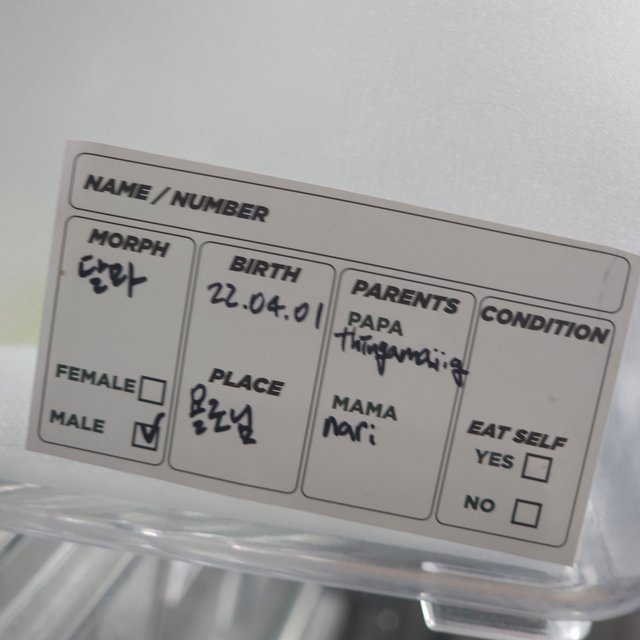 NAME / NUMBER
MORPH
달마
FEMALE
MALE
BIRTH
22.04.01
PLACE
PARENTS
PAPA
thingamajig
MAMA
nari
CONDITION
EAT SELF
YES
NO